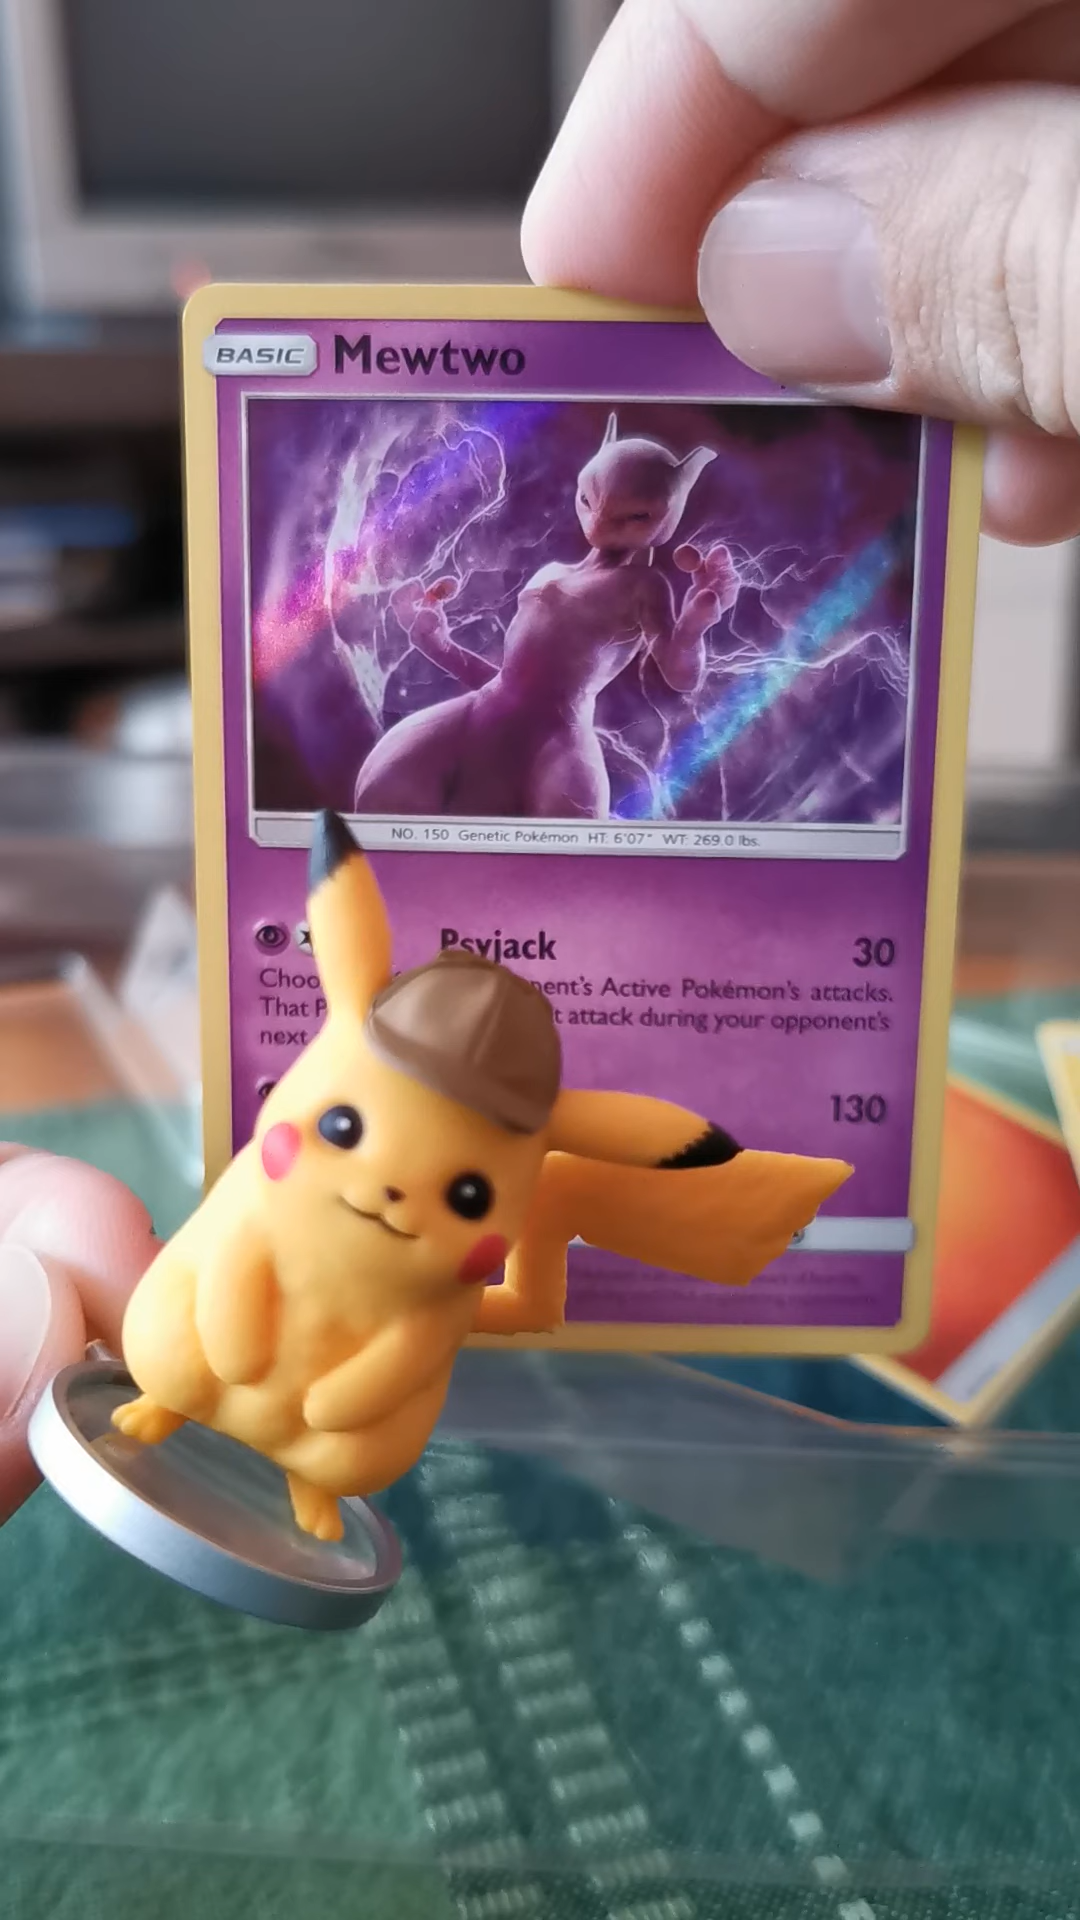 BASIC Mewtwo
NO. 150 Genetic Pokémon HT: 6'07" WT: 269.0 lbs.
Psyjack 30
Choo nent's Active Pokémon's attacks.
That P t attack during your opponent's
next
130